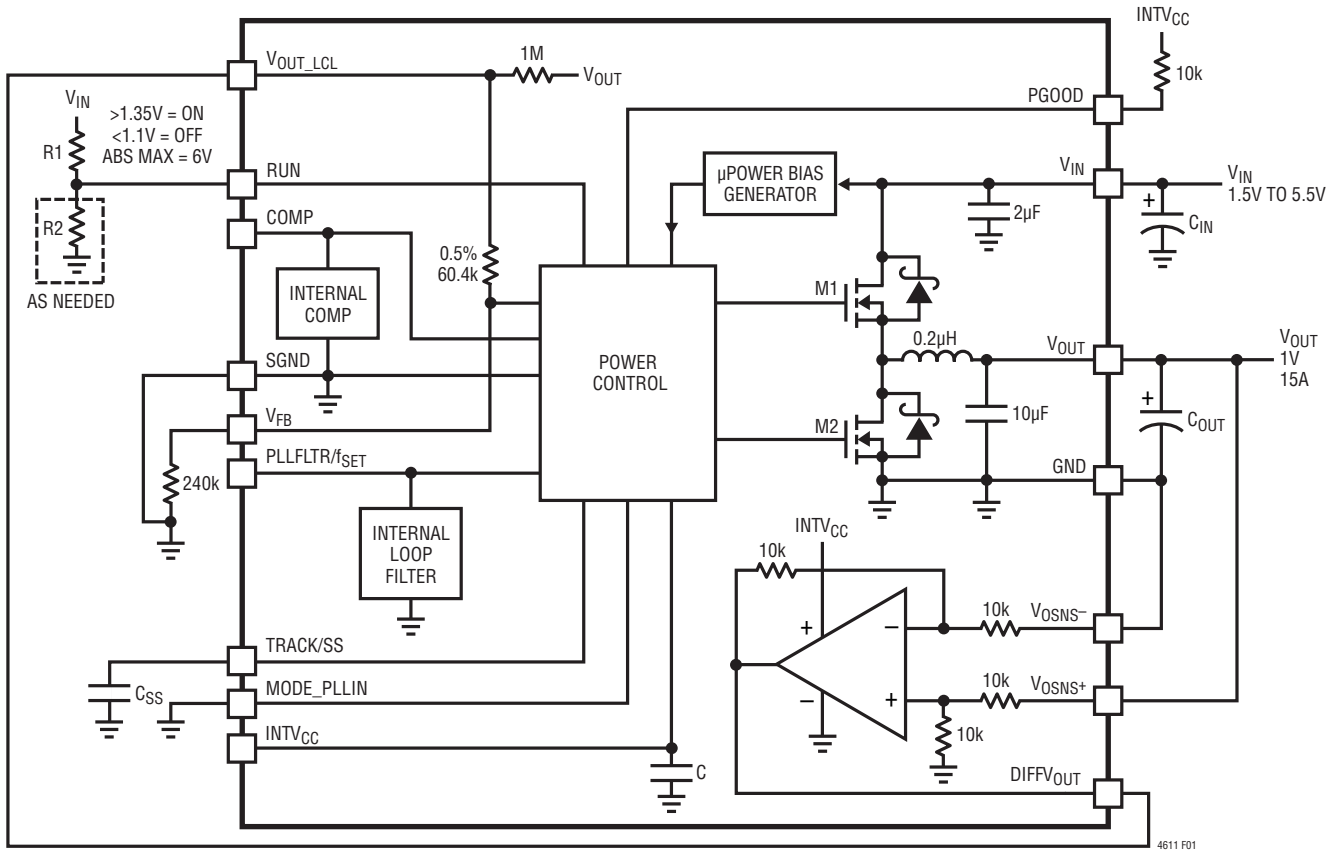 INTVCC
10k
PGOOD
VOUT_LCL
1M
VOUT
VIN
>1.35V = ON
<1.1V = OFF
ABS MAX = 6V
R1
R2
AS NEEDED
RUN
COMP
INTERNAL
COMP
0.5%
60.4k
SGND
VFB
240k
PLLFLTR/fSET
INTERNAL
LOOP
FILTER
POWER
CONTROL
µPOWER BIAS
GENERATOR
VIN
2µF
VIN
1.5V TO 5.5V
+
CIN
M1
0.2µH
VOUT
VOUT
1V
15A
M2
10µF
+
COUT
GND
INTVCC
10k
+
–
–
+
10k
VOSNS–
10k
VOSNS+
10k
DIFFVOUT
TRACK/SS
CSS
MODE_PLLIN
INTVCC
C
4611 F01